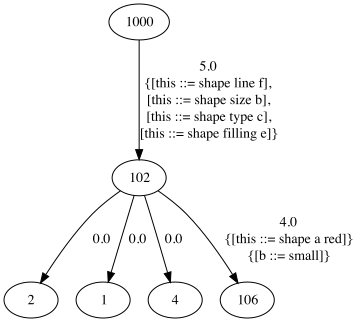 1000
5.0
{[this ::= shape line f],
[this ::= shape size b],
[this ::= shape type c],
[this ::= shape filling e]}
102
4.0
{[this ::= shape a red]}
{[b ::= small]}
0.0 0.0 0.0
2 1 4 106